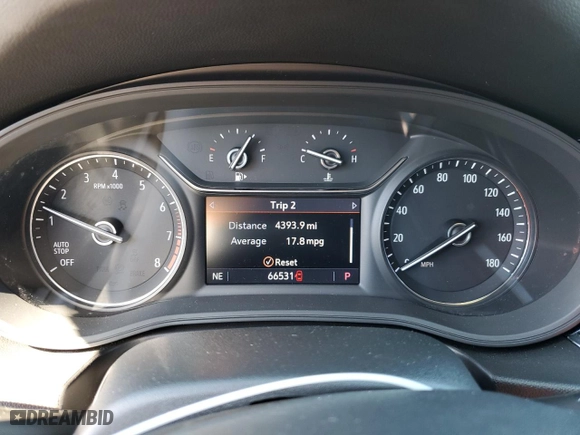 E F
C H
1 2 3 4 5 6 7 8
RPM x1000
AUTO
STOP
OFF
Trip 2
Distance 4393.9 mi
Average 17.8 mpg
Reset
NE 66531 P
0 20 40 60 80 100 120 140 160 180
MPH
DREAMBID